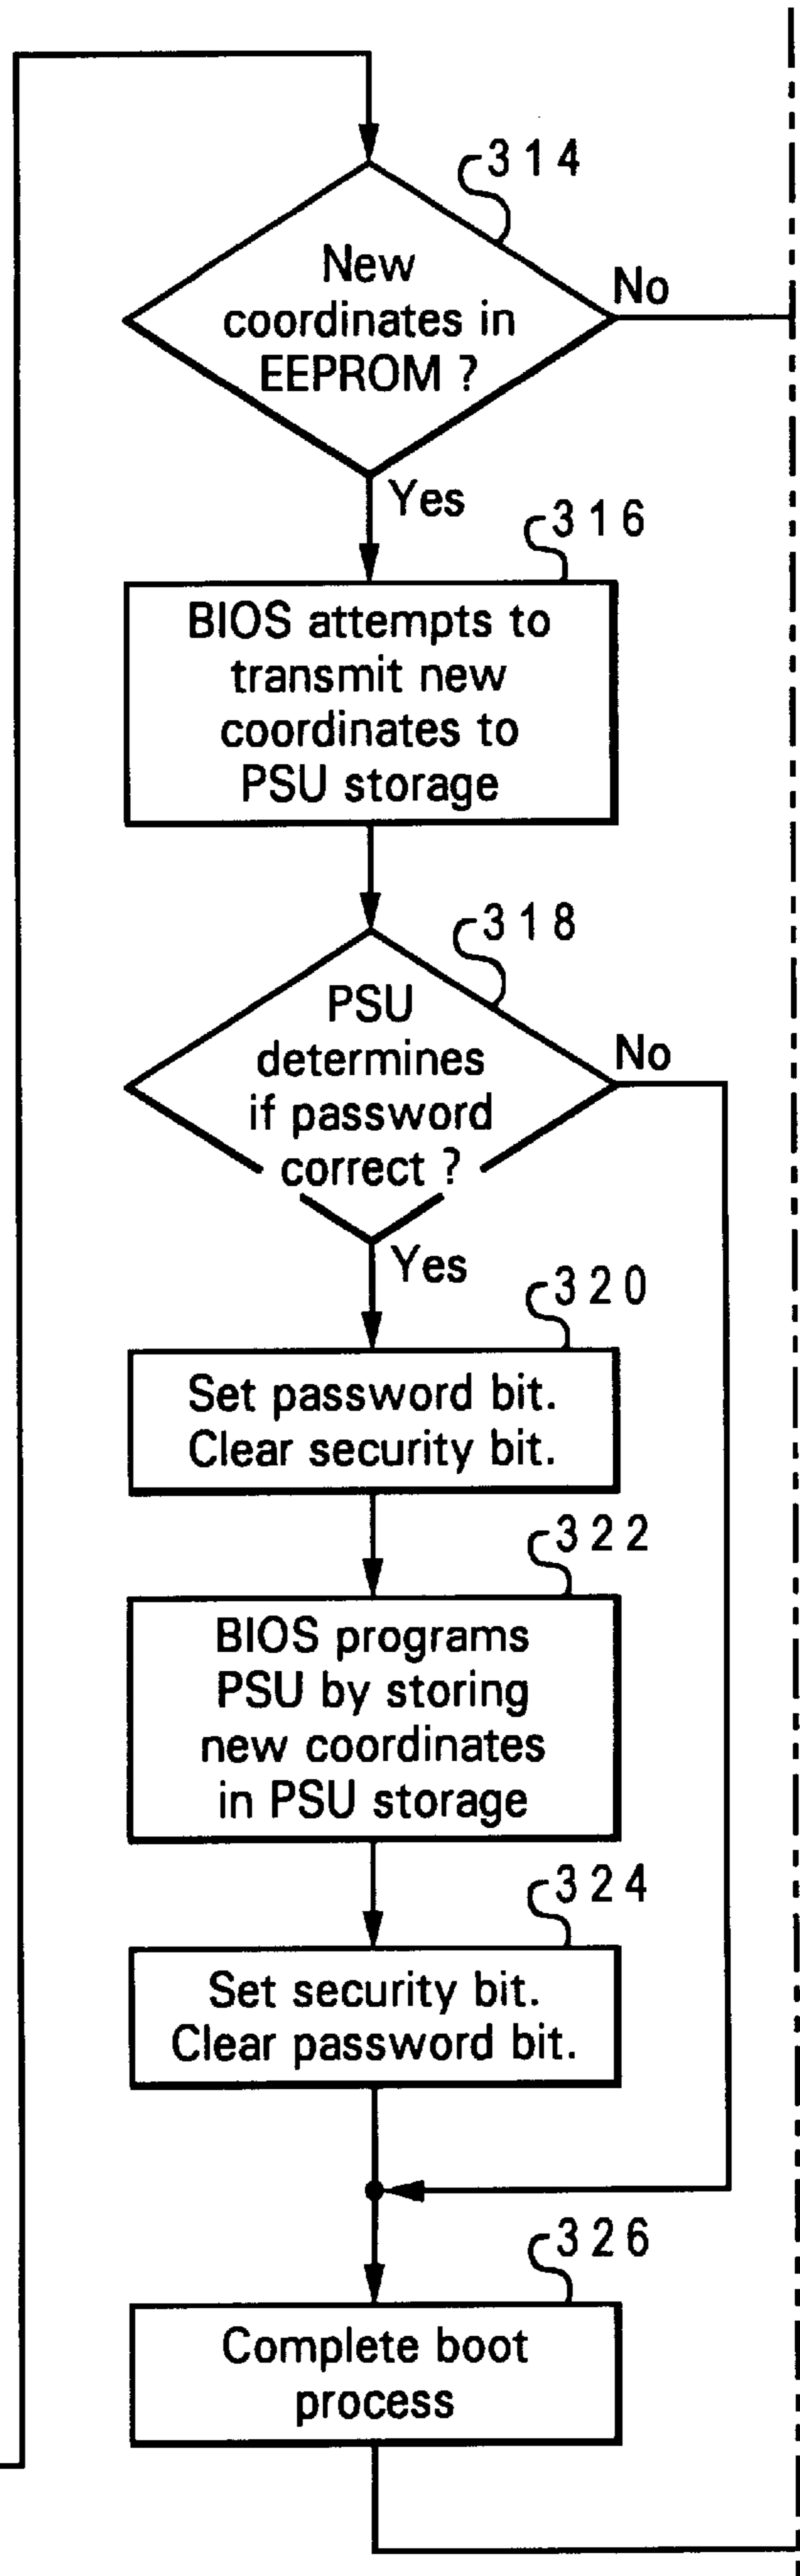 314
New
coordinates in
EEPROM ?
No
Yes
316
BIOS attempts to
transmit new
coordinates to
PSU storage
318
PSU
determines
if password
correct ?
No
Yes
320
Set password bit.
Clear security bit.
322
BIOS programs
PSU by storing
new coordinates
in PSU storage
324
Set security bit.
Clear password bit.
326
Complete boot
process